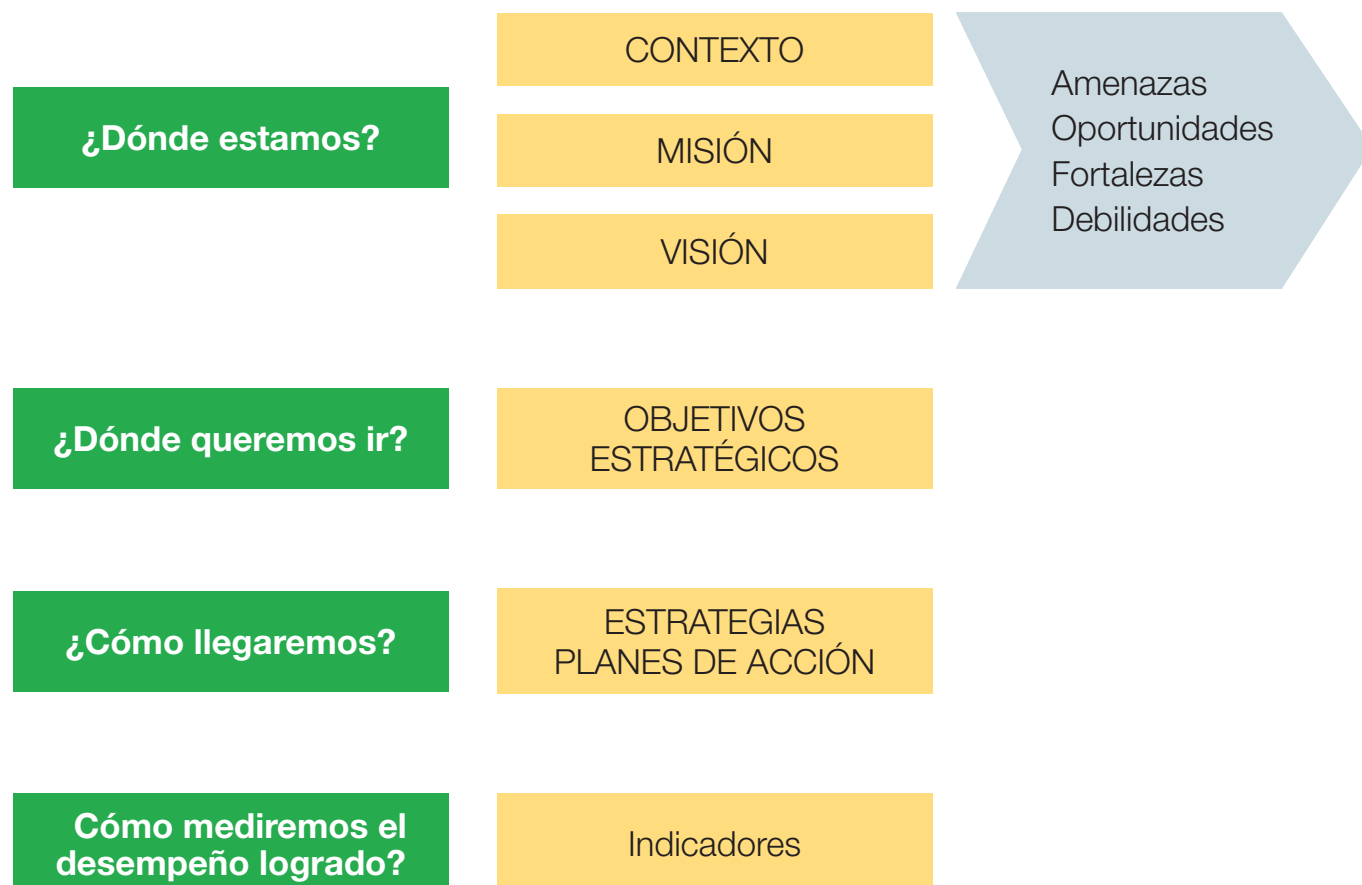 ¿Dónde estamos?
CONTEXTO
MISIÓN
VISIÓN
Amenazas
Oportunidades
Fortalezas
Debilidades
¿Dónde queremos ir?
OBJETIVOS
ESTRATÉGICOS
¿Cómo llegaremos?
ESTRATEGIAS
PLANES DE ACCIÓN
Cómo mediremos el
desempeño logrado?
Indicadores